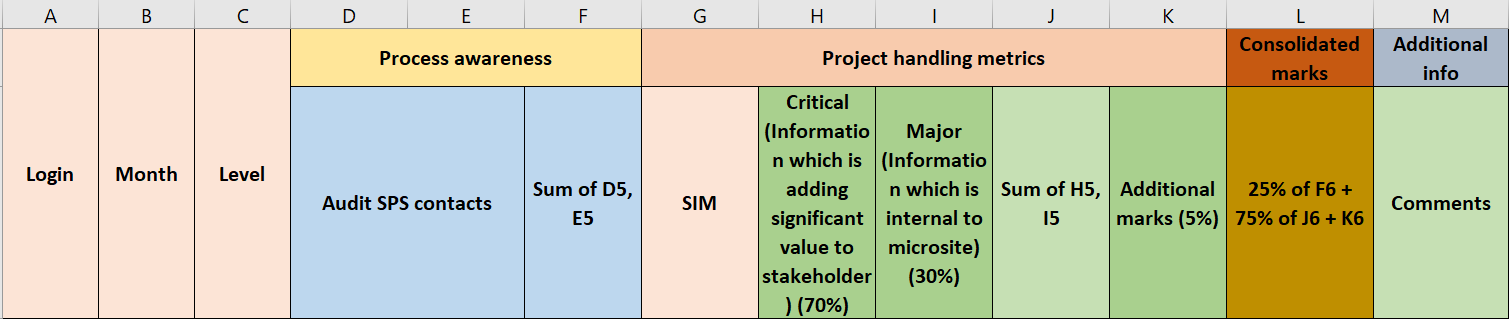 A B C D E F G H I J K L M
Process awareness
Project handling metrics
Consolidated
marks
Additional
info
Login
Month
Level
Audit SPS contacts
Sum of D5,
E5
SIM
Critical
(Informatio
n which is
adding
significant
value to
stakeholder
) (70%)
Major
(Informatio
n which is
internal to
microsite)
(30%)
Sum of H5,
I5
Additional
marks (5%)
25% of F6 +
75% of J6 + K6
Comments